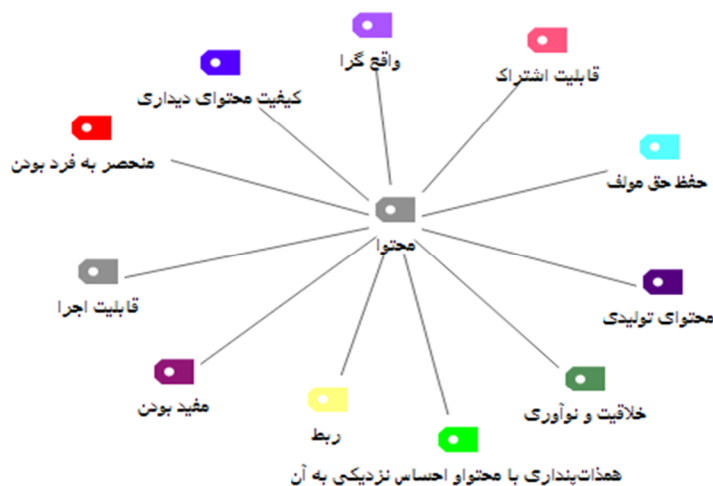 واقع گرا
قابلیت اشتراک
کیفیت محتوای دیداری
منحصر به فرد بودن
حفظ حق مولف
محتوا
قابلیت اجرا
محتوای تولیدی
مفید بودن
ربط
خلاقیت و نوآوری
همذات‌پنداری با محتواو احساس نزدیکی به آن